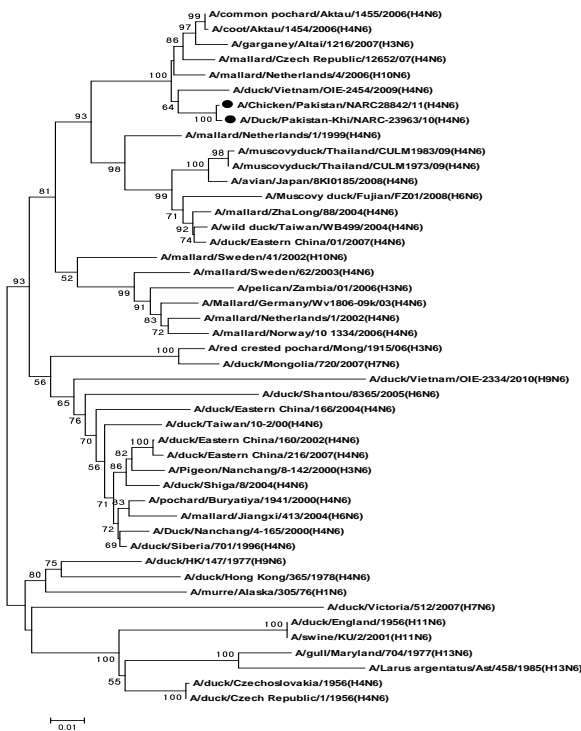 99 A/common pochard/Aktau/1455/2006(H4N6)
97 A/coot/Aktau/1454/2006(H4N6)
86 A/garganey/Altai/1216/2007(H3N6)
A/mallard/Czech Republic/12652/07(H4N6)
100 A/mallard/Netherlands/4/2006(H10N6)
A/duck/Vietnam/OIE-2454/2009(H4N6)
64 A/Chicken/Pakistan/NARC28842/11(H4N6)
93 100 A/Duck/Pakistan-Khi/NARC-23963/10(H4N6)
A/mallard/Netherlands/1/1999(H4N6)
98 A/muscovyduck/Thailand/CULM1983/09(H4N6)
98 100 A/muscovyduck/Thailand/CULM1973/09(H4N6)
A/avian/Japan/8KI0185/2008(H4N6)
81 99 A/Muscovy duck/Fujian/FZ01/2008(H6N6)
71 A/mallard/ZhaLong/88/2004(H4N6)
92 A/wild duck/Taiwan/WB499/2004(H4N6)
74 A/duck/Eastern China/01/2007(H4N6)
A/mallard/Sweden/41/2002(H10N6)
52 A/mallard/Sweden/62/2003(H4N6)
93 99 A/pelican/Zambia/01/2006(H3N6)
91 A/Mallard/Germany/Wv1806-09k/03(H4N6)
83 A/mallard/Netherlands/1/2002(H4N6)
72 A/mallard/Norway/10 1334/2006(H4N6)
A/red crested pochard/Mong/1915/06(H3N6)
100 A/duck/Mongolia/720/2007(H7N6)
56 A/duck/Vietnam/OIE-2334/2010(H9N6)
65 A/duck/Shantou/8365/2005(H6N6)
76 A/duck/Eastern China/166/2004(H4N6)
70 A/duck/Taiwan/10-2/00(H4N6)
100 A/duck/Eastern China/160/2002(H4N6)
56 82 A/duck/Eastern China/216/2007(H4N6)
86 A/Pigeon/Nanchang/8-142/2000(H3N6)
A/duck/Shiga/8/2004(H4N6)
71 83 A/pochard/Buryatiya/1941/2000(H4N6)
A/mallard/Jiangxi/413/2004(H6N6)
72 A/Duck/Nanchang/4-165/2000(H4N6)
69 A/duck/Siberia/701/1996(H4N6)
75 A/duck/HK/147/1977(H9N6)
80 A/duck/Hong Kong/365/1978(H4N6)
A/murre/Alaska/305/76(H1N6)
A/duck/Victoria/512/2007(H7N6)
A/duck/England/1956(H11N6)
100 A/swine/KU/2/2001(H11N6)
100 A/gull/Maryland/704/1977(H13N6)
100 A/Larus argentatus/Ast/458/1985(H13N6)
55 A/duck/Czechoslovakia/1956(H4N6)
100 A/duck/Czech Republic/1/1956(H4N6)
0.01